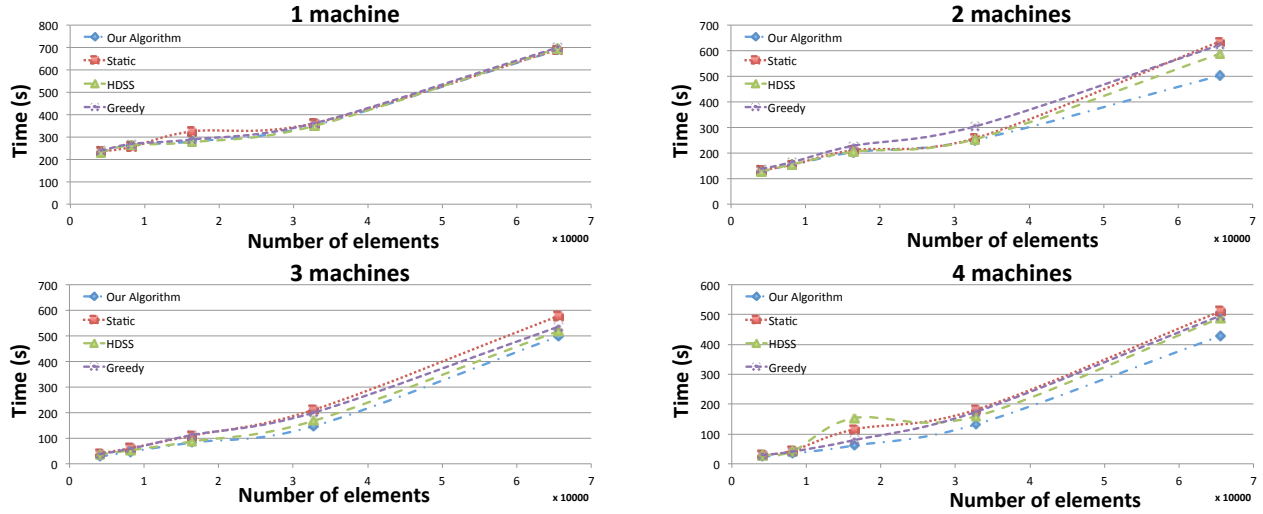 1 machine
800
700
600
500
400
300
200
100
0
Time (s)
Our Algorithm
Static
HDSS
Greedy
0 1 2 3 4 5 6 7
Number of elements
x 10000
2 machines
700
600
500
400
300
200
100
0
Time (s)
Our Algorithm
Static
HDSS
Greedy
0 1 2 3 4 5 6 7
Number of elements
x 10000
3 machines
700
600
500
400
300
200
100
0
Time (s)
Our Algorithm
Static
HDSS
Greedy
0 1 2 3 4 5 6 7
Number of elements
x 10000
4 machines
600
500
400
300
200
100
0
Time (s)
Our Algorithm
Static
HDSS
Greedy
0 1 2 3 4 5 6 7
Number of elements
x 10000